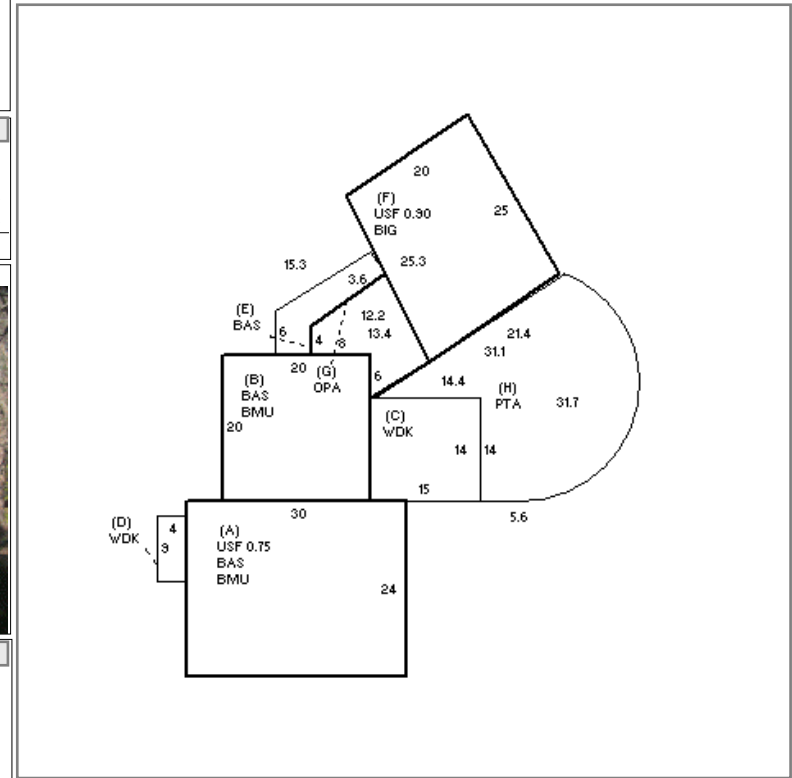 20
(F)
USF 0.90
BIG
25
25.3
15.3
3.6
(E)
BAS
6
4
8
12.2
13.4
21.4
31.1
20
(G)
OPA
6
14.4
(B)
BAS
BMU
20
(H)
PTA
31.7
(C)
WDK
14
14
15
5.6
30
(D)
WDK
4
9
(A)
USF 0.75
BAS
BMU
24